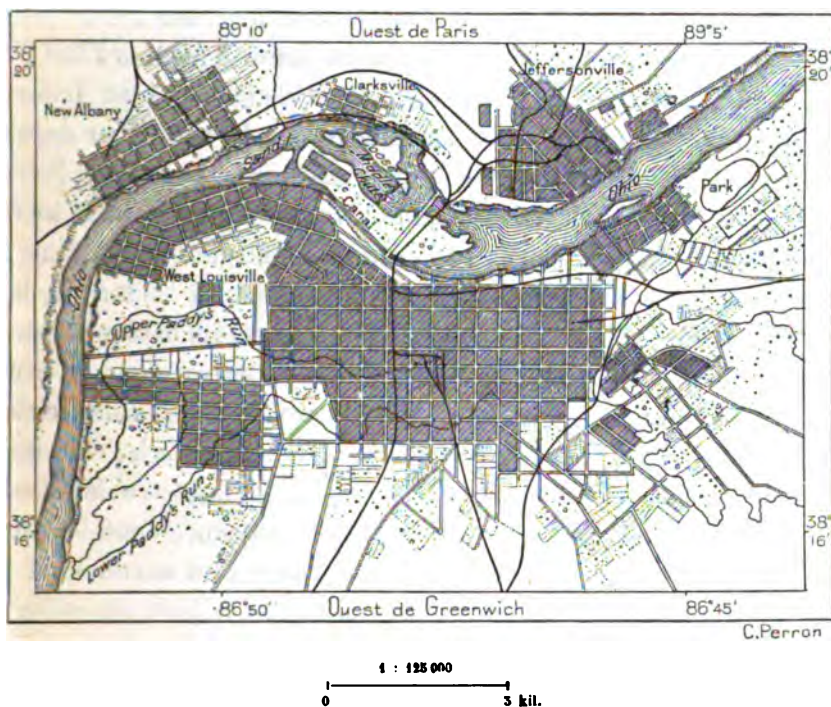 89°10' Ouest de Paris 89°5'
38° 20' 38° 20'
Jeffersonville
Clarksville
New Albany
Sand I.
Goose
Ohio
Park
Canal
West Louisville
Ohio
Upper Paddy's Run
38° 16' 38° 16'
Lower Paddy's Run
86°50' Ouest de Greenwich 86°45'
C.Perron
1 : 125 000
0 3 kil.